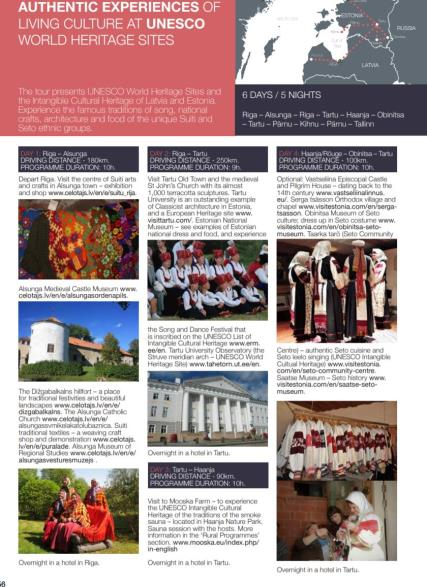 AUTHENTIC EXPERIENCES OF
LIVING CULTURE AT UNESCO
WORLD HERITAGE SITES
The tour presents UNESCO World Heritage Sites and
the Intangible Cultural Heritage of Latvia and Estonia.
Experience the famous traditions of song, national
crafts, architecture and food of the Suiti and
Seto ethnic groups.
ESTONIA
RUSSIA
LATVIA
6 DAYS / 5 NIGHTS
Riga – Alsunga – Riga – Tartu – Haanja – Obinitsa
– Tartu – Pärnu – Kihnu – Pärnu – Tallinn
DAY 1: Riga – Alsunga
DRIVING DISTANCE - 180km.
PROGRAMME DURATION: 10h.
Depart Riga. Visit the centre of Suiti arts
and crafts in Alsunga town – exhibition
and shop www.celotajs.lv/en/e/suitu_rija.
Alsunga Medieval Castle Museum www.
celotajs.lv/en/e/alsungasordenapils.
The Dižgabalkalns hillfort – a place
for traditional festivities and beautiful
landscapes www.celotajs.lv/en/e/
dizgabalkalns. The Alsunga Catholic
Church www.celotajs.lv/en/e/
alsungassvmikelakatolubaznica. Suiti
traditional textiles – a weaving craft
shop and demonstration www.celotajs.
lv/en/e/puralade. Alsunga Museum of
Regional Studies www.celotajs.lv/en/e/
alsungasvesturesmuzejs .
Overnight in a hotel in Riga.
DAY 2: Riga – Tartu
DRIVING DISTANCE - 250km.
PROGRAMME DURATION: 9h.
Visit Tartu Old Town and the medieval
St John's Church with its almost
1,000 terracotta sculptures. Tartu
University is an outstanding example
of Classicist architecture in Estonia,
and a European Heritage site www.
visittartu.com/. Estonian National
Museum – see examples of Estonian
national dress and food, and experience
the Song and Dance Festival that
is inscribed on the UNESCO List of
Intangible Cultural Heritage www.erm.
ee/en. Tartu University Observatory (the
Struve meridian arch – UNESCO World
Heritage Site) www.tahetorn.ut.ee/en.
Overnight in a hotel in Tartu.
DAY 3: Tartu – Haanja
DRIVING DISTANCE - 90km.
PROGRAMME DURATION: 10h.
Visit to Mooska Farm – to experience
the UNESCO Intangible Cultural
Heritage of the traditions of the smoke
sauna – located in Haanja Nature Park.
Sauna session with the hosts. More
information in the 'Rural Programmes'
section. www.mooska.eu/index.php/
in-english
Overnight in a hotel in Tartu.
DAY 4: Haanja/Rõuge – Obinitsa – Tartu
DRIVING DISTANCE - 100km.
PROGRAMME DURATION: 10h.
Optional: Vastseliina Episcopal Castle
and Pilgrim House – dating back to the
14th century www.vastseliinalinnus.
eu/. Serga tsässon Orthodox village and
chapel www.visitestonia.com/en/serga-
tsasson. Obinitsa Museum of Seto
culture; dress up in Seto costume www.
visitestonia.com/en/obinitsa-seto-
museum. Tsarka tarõ (Seto Community
Centre) – authentic Seto cuisine and
Seto leelo singing (UNESCO Intangible
Cultual Heritage) www.visitestonia.
com/en/seto-community-centre.
Saatse Museum – Seto history www.
visitestonia.com/en/saatse-seto-
museum.
Overnight in a hotel in Tartu.
56